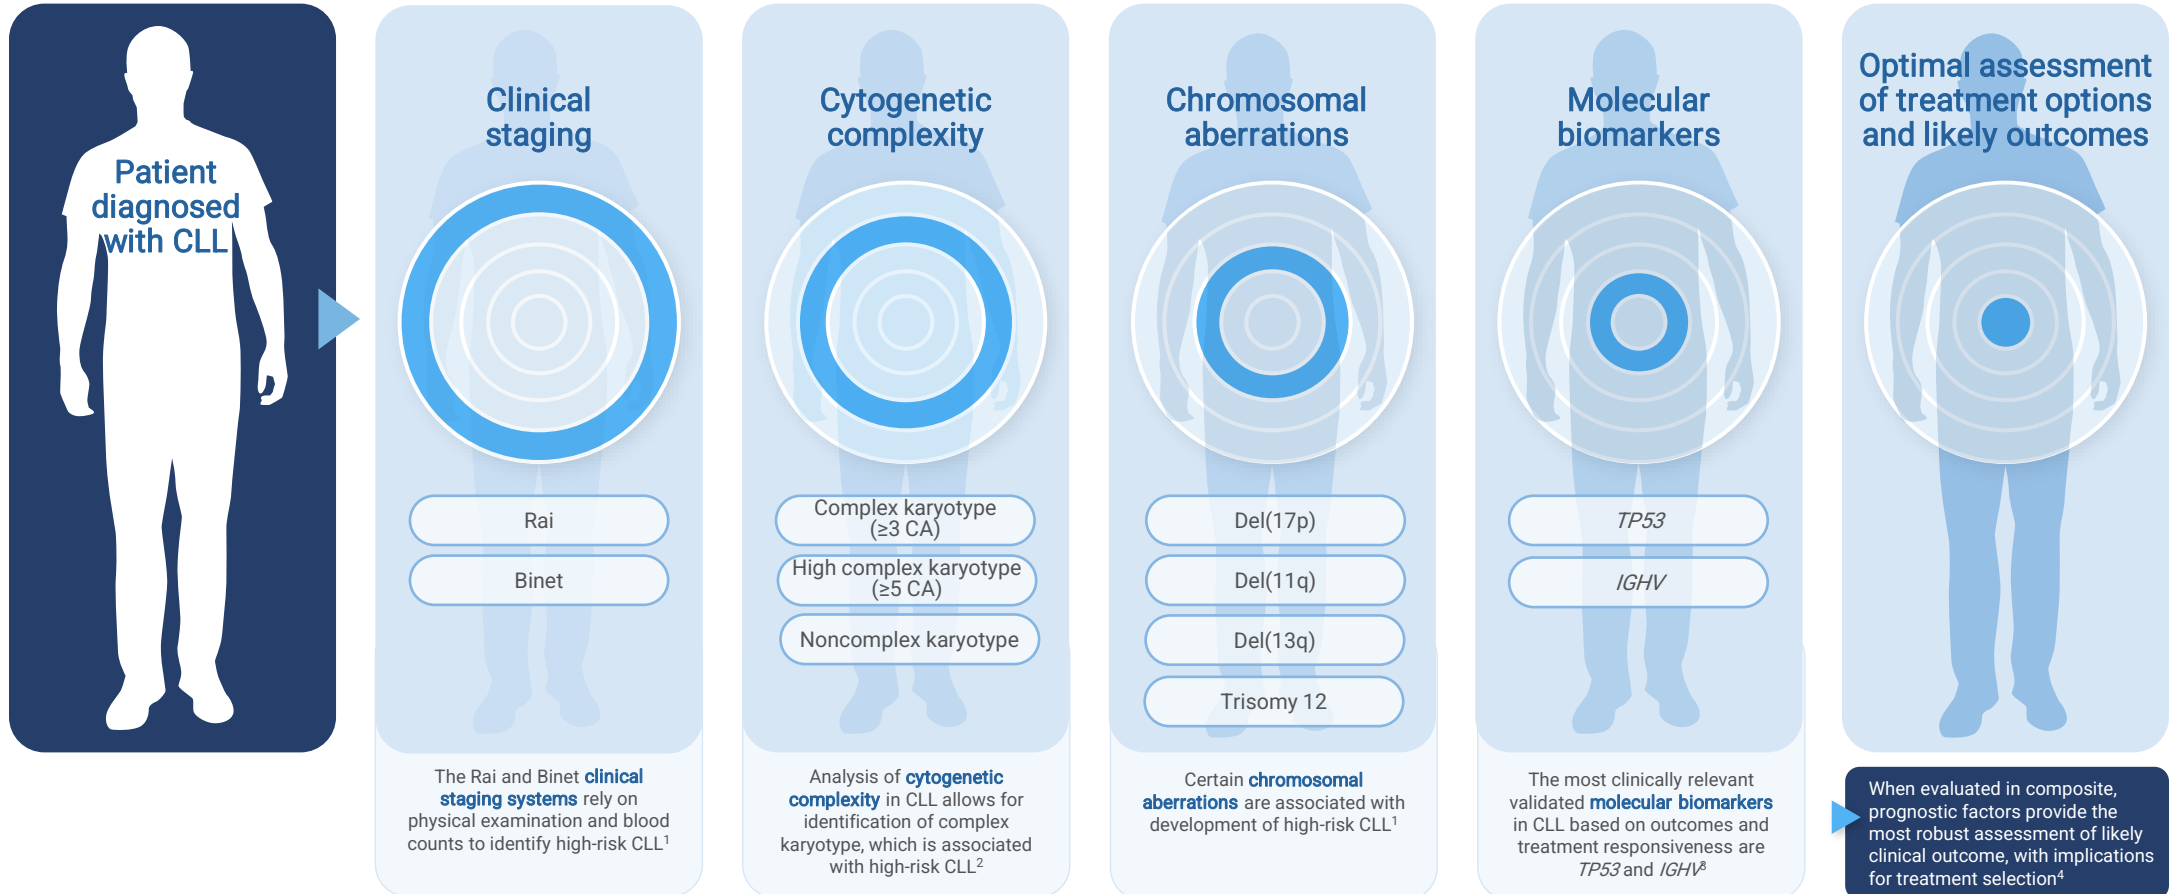 Patient
diagnosed
with CLL
Clinical
staging
Rai
Binet
The Rai and Binet clinical
staging systems rely on
physical examination and blood
counts to identify high-risk CLL1
Cytogenetic
complexity
Complex karyotype
(≥3 CA)
High complex karyotype
(≥5 CA)
Noncomplex karyotype
Analysis of cytogenetic
complexity in CLL allows for
identification of complex
karyotype, which is associated
with high-risk CLL2
Chromosomal
aberrations
Del(17p)
Del(11q)
Del(13q)
Trisomy 12
Certain chromosomal
aberrations are associated with
development of high-risk CLL1
Molecular
biomarkers
TP53
IGHV
The most clinically relevant
validated molecular biomarkers
in CLL based on outcomes and
treatment responsiveness are
TP53 and IGHV8
Optimal assessment
of treatment options
and likely outcomes
When evaluated in composite,
prognostic factors provide the
most robust assessment of likely
clinical outcome, with implications
for treatment selection4